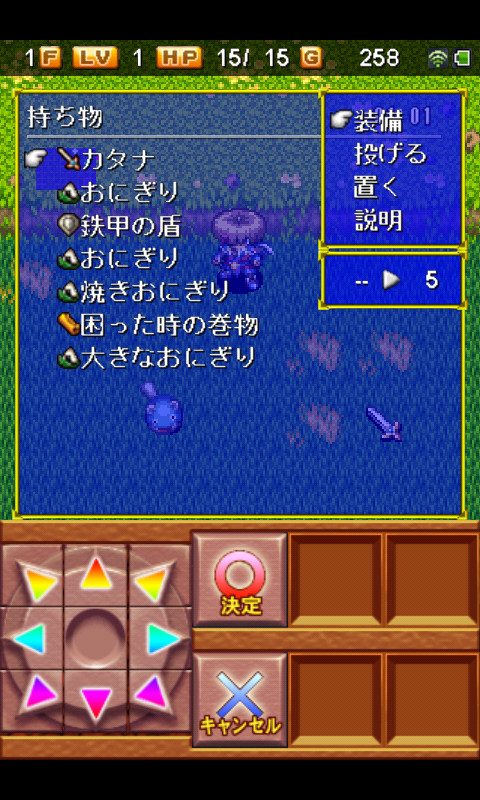 1F LV 1 HP 15/ 15 G 258
持ち物
カタナ
おにぎり
鉄甲の盾
おにぎり
焼きおにぎり
困った時の巻物
大きなおにぎり
装備
投げる
置く
説明
-- ▶ 5
決定
キャンセル